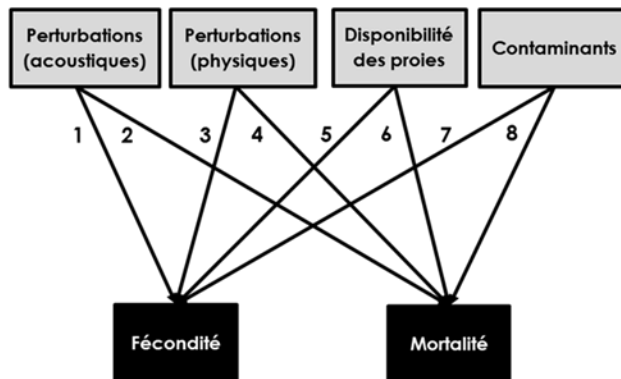 Perturbations
(acoustiques)
Perturbations
(physiques)
Disponibilité
des proies
Contaminants
1 2 3 4 5 6 7 8
Fécondité
Mortalité